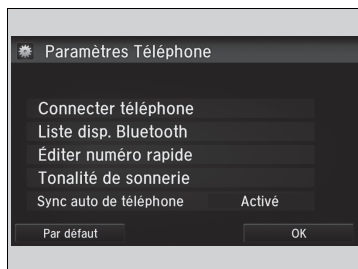 Paramètres Téléphone
Connecter téléphone
Liste disp. Bluetooth
Éditer numéro rapide
Tonalité de sonnerie
Sync auto de téléphone Activé
Par défaut OK